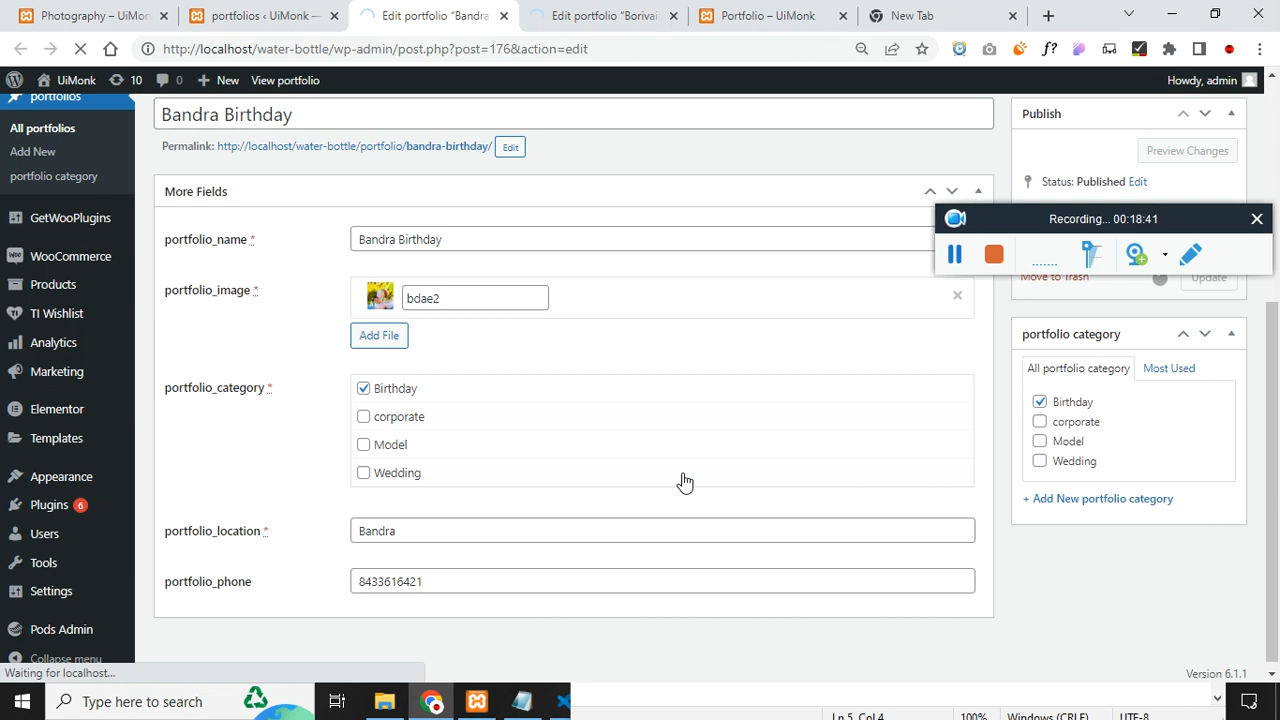 Photography – UiMon
portfolios ‹ UiMonk —
Edit portfolio “Bandra
Edit portfolio “Borivai
Portfolio – UiMonk
New Tab
http://localhost/water-bottle/wp-admin/post.php?post=176&action=edit
f?
UiMonk
10
0
New
View portfolio
Howdy, admin
portfolios
All portfolios
Add New
portfolio category
GetWooPlugins
WooCommerce
Products
TI Wishlist
Analytics
Marketing
Elementor
Templates
Appearance
Plugins 6
Users
Tools
Settings
Pods Admin
Collapse menu
Bandra Birthday
Permalink: http://localhost/water-bottle/portfolio/bandra-birthday/ Edit
More Fields
portfolio_name * Bandra Birthday
portfolio_image * bdae2
Add File
portfolio_category * Birthday
corporate
Model
Wedding
portfolio_location * Bandra
portfolio_phone 8433616421
Publish
Preview Changes
Status: Published Edit
Recording... 00:18:41
Move to Trash
Update
portfolio category
All portfolio category Most Used
Birthday
corporate
Model
Wedding
+ Add New portfolio category
Waiting for localhost...
Version 6.1.1
Type here to search
Ln 5, Col 4
100%
Windows (CRLF)
UTF-8